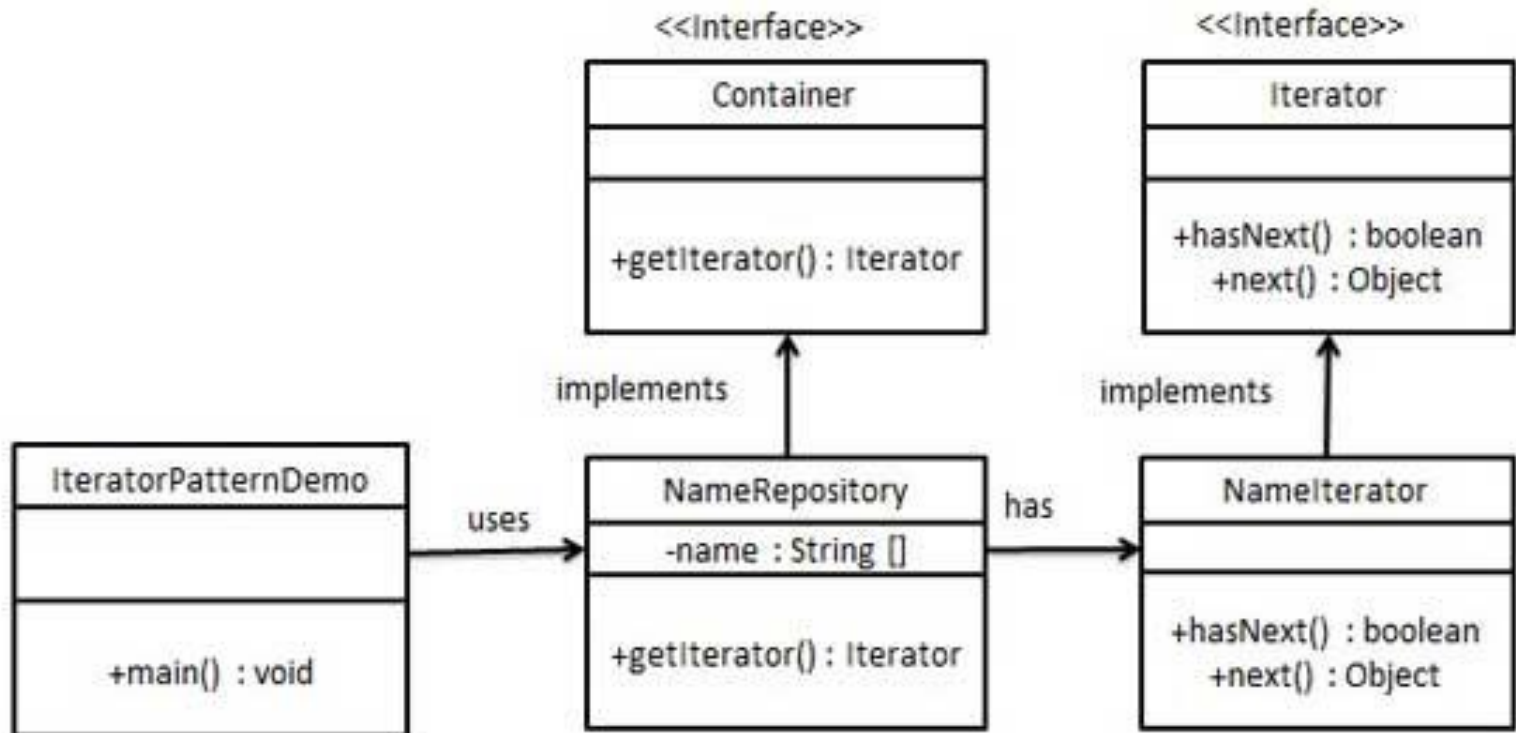 <<Interface>>
Container
+getIterator() : Iterator
<<Interface>>
Iterator
+hasNext() : boolean
+next() : Object
implements
implements
IteratorPatternDemo
+main() : void
uses
NameRepository
-name : String []
+getIterator() : Iterator
has
NameIterator
+hasNext() : boolean
+next() : Object